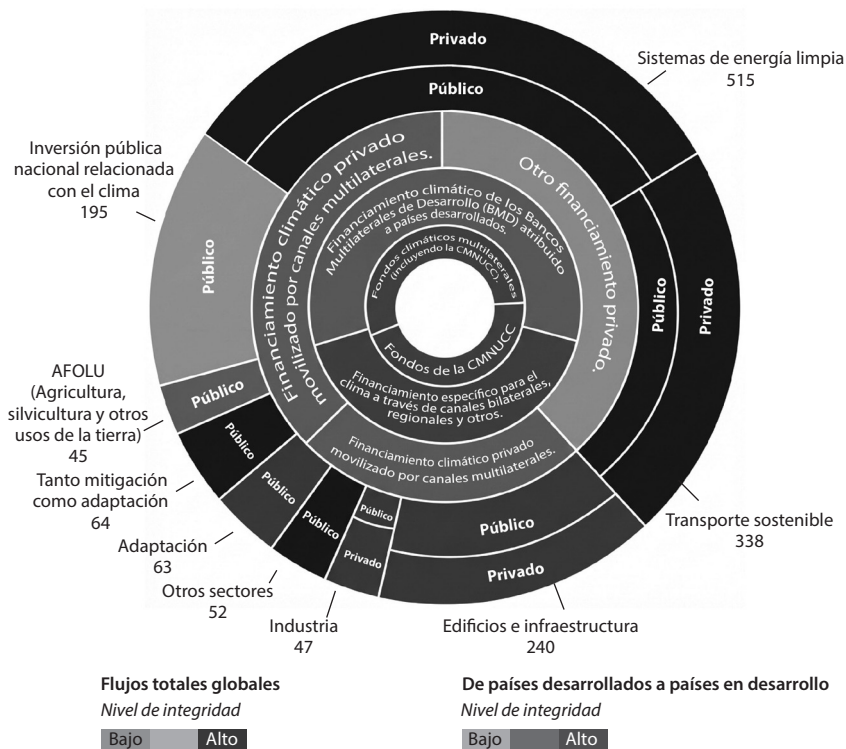 Privado
Sistemas de energía limpia
515
Público
Inversión pública
nacional relacionada
con el clima
195
Público
Financiamiento climático privado
movilizado por canales multilaterales.
Otro financiamiento
privado.
Financiamiento climático de los Bancos
Multilaterales de Desarrollo (BMD) atribuido
a países desarrollados.
Fondos climáticos multilaterales
(incluyendo la CMNUCC).
Fondos de la CMNUCC
Financiamiento específico para el
clima a través de canales bilaterales,
regionales y otros.
Financiamiento climático privado
movilizado por canales multilaterales.
Público
Privado
AFOLU
(Agricultura,
silvicultura y otros
usos de la tierra)
45
Público
Tanto mitigación
como adaptación
64
Público
Adaptación
63
Público
Otros sectores
52
Público
Industria
47
Público
Privado
Edificios e infraestructura
240
Público
Privado
Transporte sostenible
338
Flujos totales globales
Nivel de integridad
Bajo
Alto
De países desarrollados a países en desarrollo
Nivel de integridad
Bajo
Alto